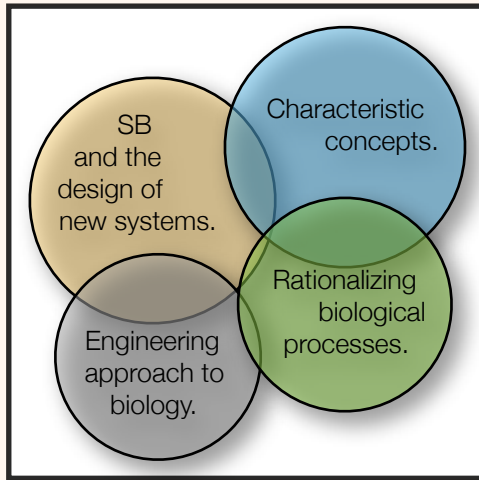 SB
and the
design of
new systems.
Characteristic
concepts.
Rationalizing
biological
processes.
Engineering
approach to
biology.